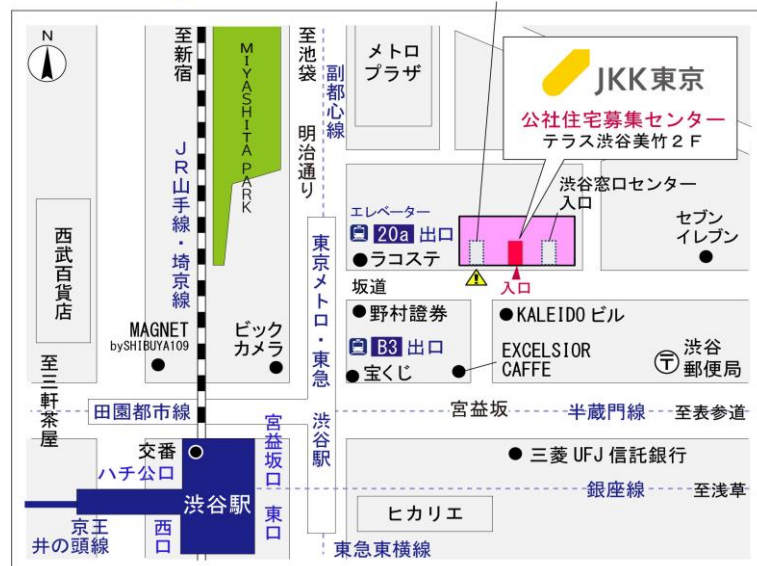 N
至新宿
MIYASHITA PARK
至池袋
副都心線
明治通り
メトロ
プラザ
JKK東京
公社住宅募集センター
テラス渋谷美竹2F
JR山手線・埼京線
西武百貨店
エレベーター
20a 出口
ラコステ
渋谷窓口センター
入口
セブン
イレブン
入口
坂道
東京メトロ・東急 渋谷駅
MAGNET
bySHIBUYA109
ビック
カメラ
野村證券
B3 出口
宝くじ
KALEIDO ビル
EXCELSIOR
CAFFE
渋谷
郵便局
至三軒茶屋
田園都市線
宮益坂
半蔵門線
至表参道
交番
ハチ公口
宮益坂口
三菱 UFJ 信託銀行
渋谷駅
銀座線
至浅草
京王
井の頭線
西口
東口
ヒカリエ
東急東横線